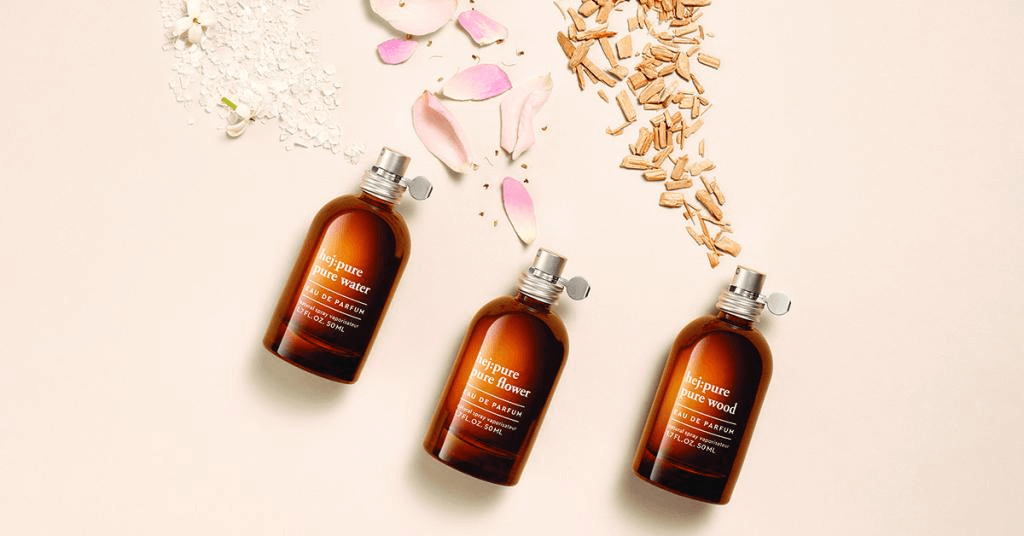 hej:pure
pure water
EAU DE PARFUM
natural spray vaporisateur
1.7 FL.OZ. 50ML
hej:pure
pure flower
EAU DE PARFUM
natural spray vaporisateur
1.7 FL.OZ. 50ML
hej:pure
pure wood
EAU DE PARFUM
natural spray vaporisateur
1.7 FL.OZ. 50ML